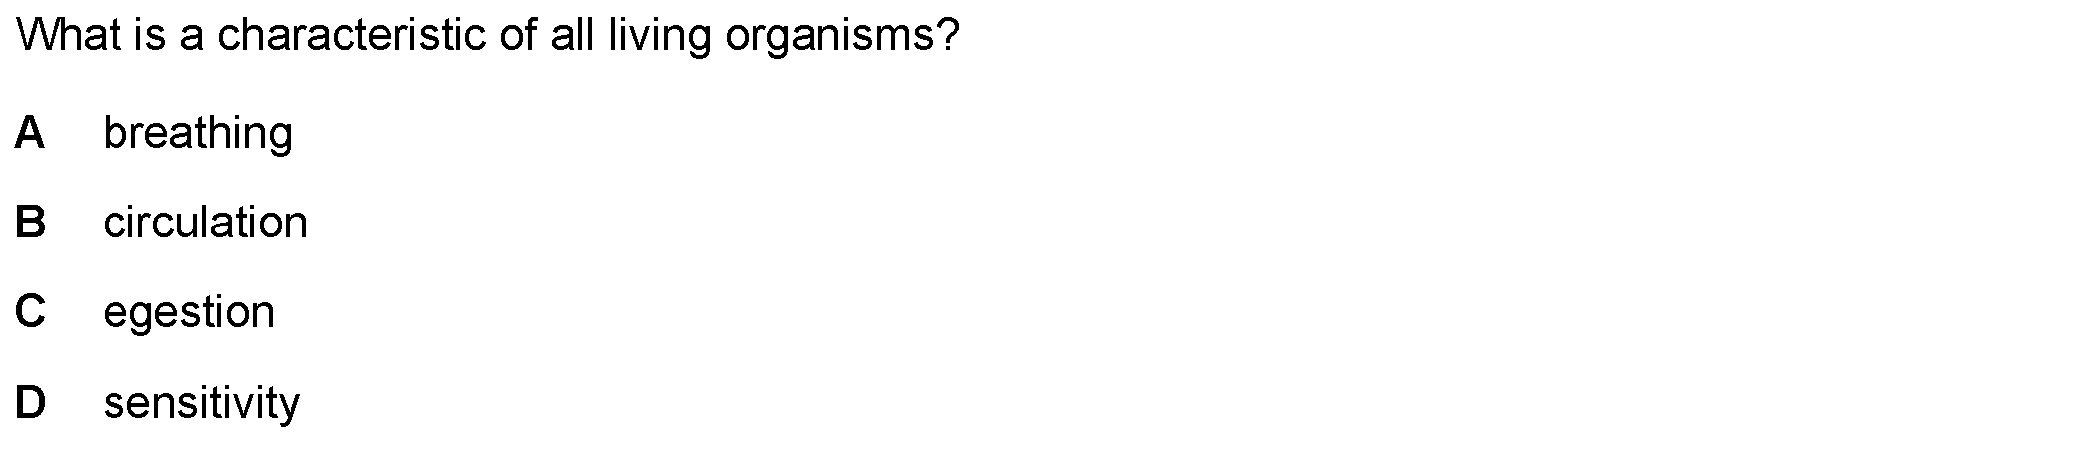 What is a characteristic of all living organisms?
A breathing
B circulation
C egestion
D sensitivity